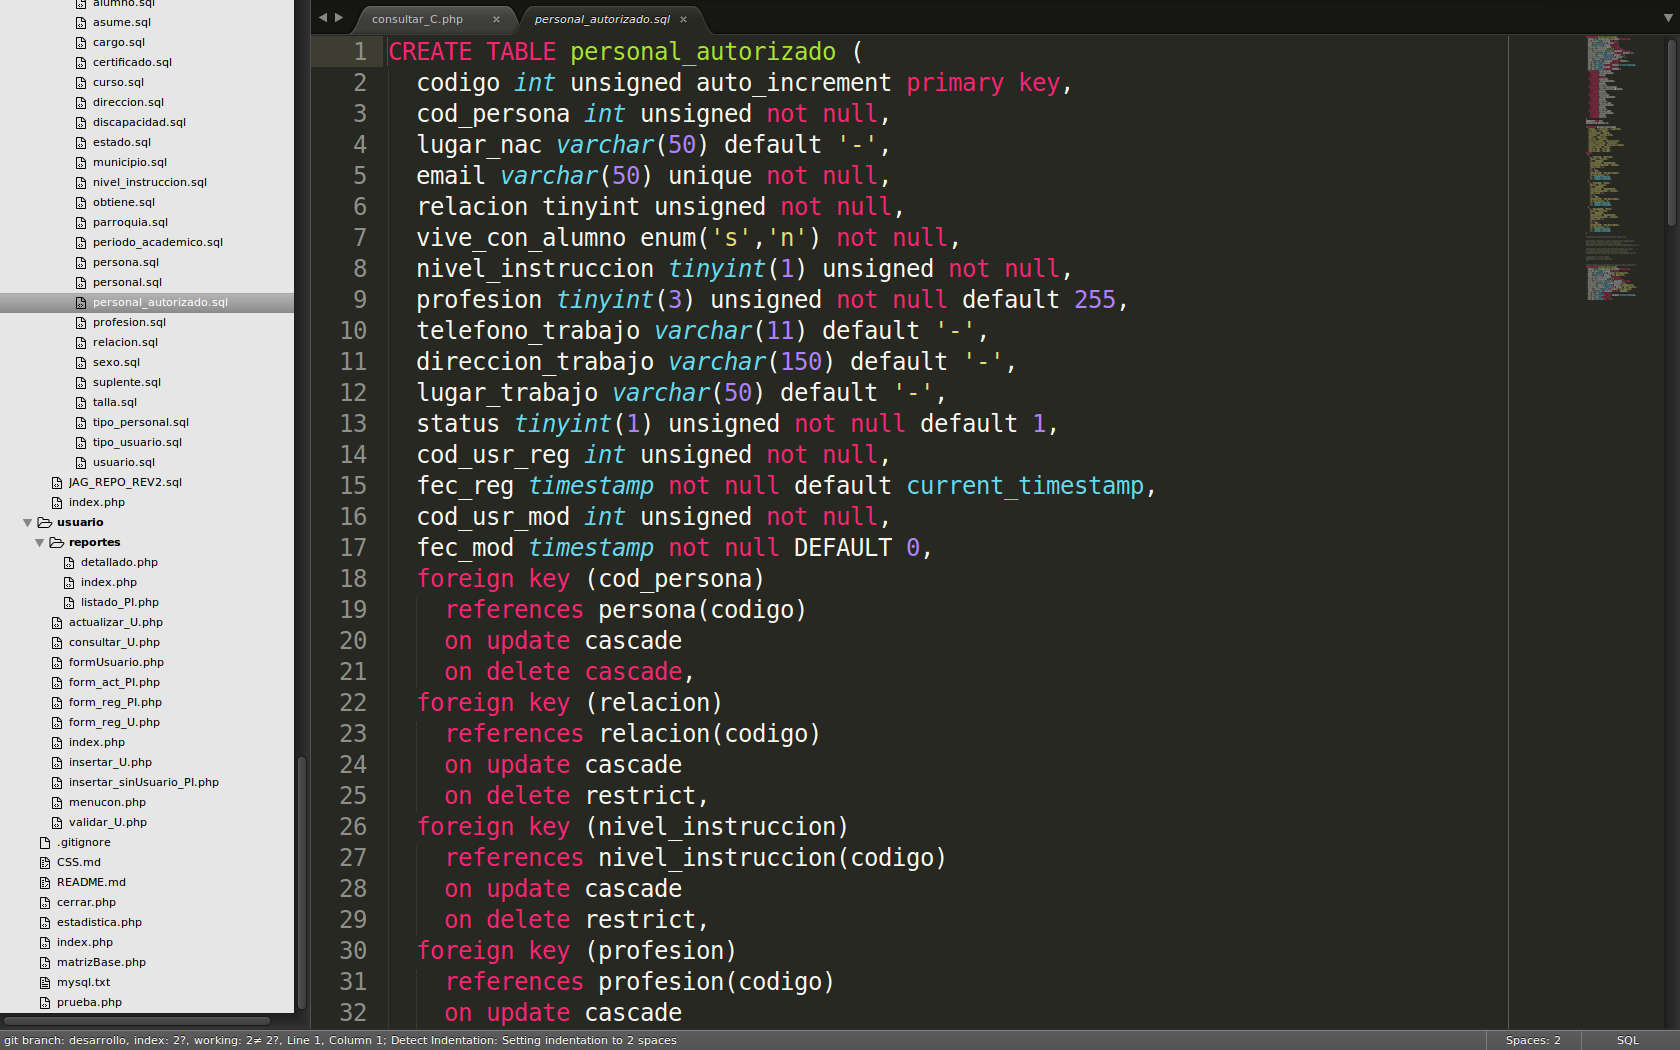 alumno.sql
asume.sql
cargo.sql
certificado.sql
curso.sql
direccion.sql
discapacidad.sql
estado.sql
municipio.sql
nivel_instruccion.sql
obtiene.sql
parroquia.sql
periodo_academico.sql
persona.sql
personal.sql
personal_autorizado.sql
profesion.sql
relacion.sql
sexo.sql
suplente.sql
talla.sql
tipo_personal.sql
tipo_usuario.sql
usuario.sql
JAG_REPO_REV2.sql
index.php
usuario
reportes
detallado.php
index.php
listado_PI.php
actualizar_U.php
consultar_U.php
formUsuario.php
form_act_PI.php
form_reg_PI.php
form_reg_U.php
index.php
insertar_U.php
insertar_sinUsuario_PI.php
menucon.php
validar_U.php
.gitignore
CSS.md
README.md
cerrar.php
estadistica.php
index.php
matrizBase.php
mysql.txt
prueba.php
consultar_C.php × personal_autorizado.sql ×
1 CREATE TABLE personal_autorizado (
2 codigo int unsigned auto_increment primary key,
3 cod_persona int unsigned not null,
4 lugar_nac varchar(50) default '-',
5 email varchar(50) unique not null,
6 relacion tinyint unsigned not null,
7 vive_con_alumno enum('s','n') not null,
8 nivel_instruccion tinyint(1) unsigned not null,
9 profesion tinyint(3) unsigned not null default 255,
10 telefono_trabajo varchar(11) default '-',
11 direccion_trabajo varchar(150) default '-',
12 lugar_trabajo varchar(50) default '-',
13 status tinyint(1) unsigned not null default 1,
14 cod_usr_reg int unsigned not null,
15 fec_reg timestamp not null default current_timestamp,
16 cod_usr_mod int unsigned not null,
17 fec_mod timestamp not null DEFAULT 0,
18 foreign key (cod_persona)
19 references persona(codigo)
20 on update cascade
21 on delete cascade,
22 foreign key (relacion)
23 references relacion(codigo)
24 on update cascade
25 on delete restrict,
26 foreign key (nivel_instruccion)
27 references nivel_instruccion(codigo)
28 on update cascade
29 on delete restrict,
30 foreign key (profesion)
31 references profesion(codigo)
32 on update cascade
git branch: desarrollo, index: 2?, working: 2≠ 2?, Line 1, Column 1; Detect Indentation: Setting indentation to 2 spaces
Spaces: 2
SQL